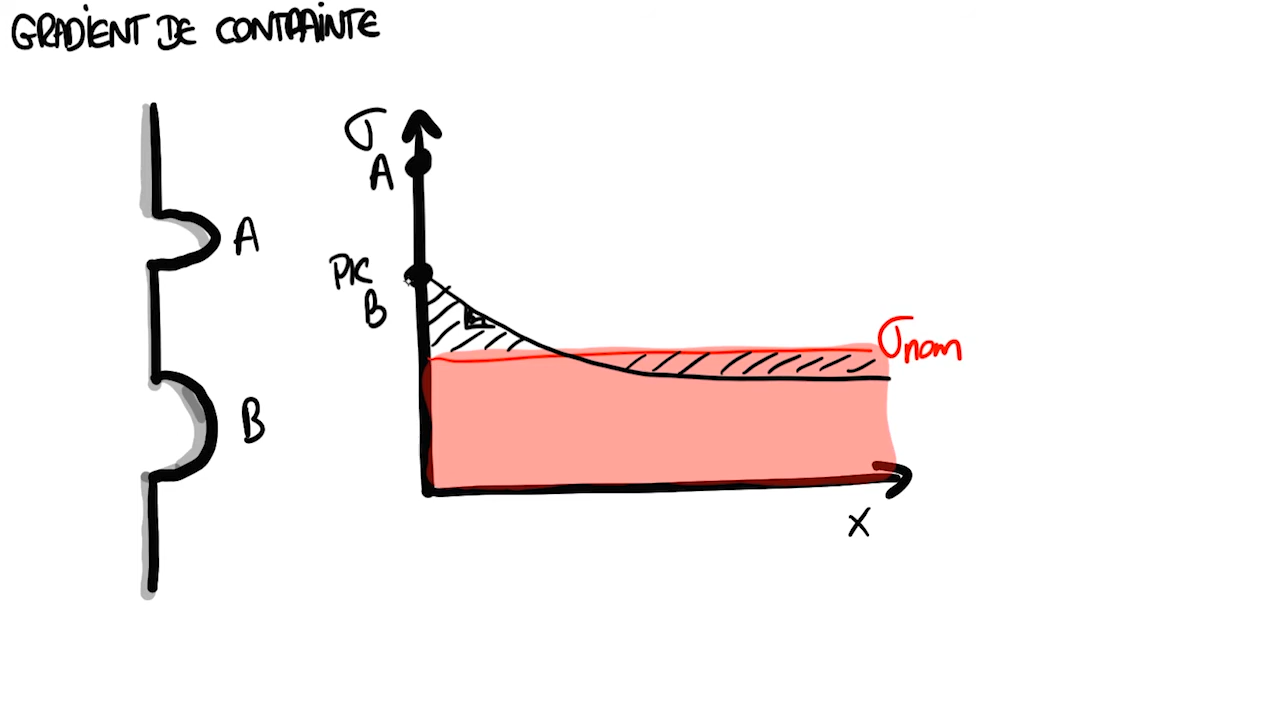 GRADIENT DE CONTRAINTE
σ
A
A
PIC
B
σnom
B
x